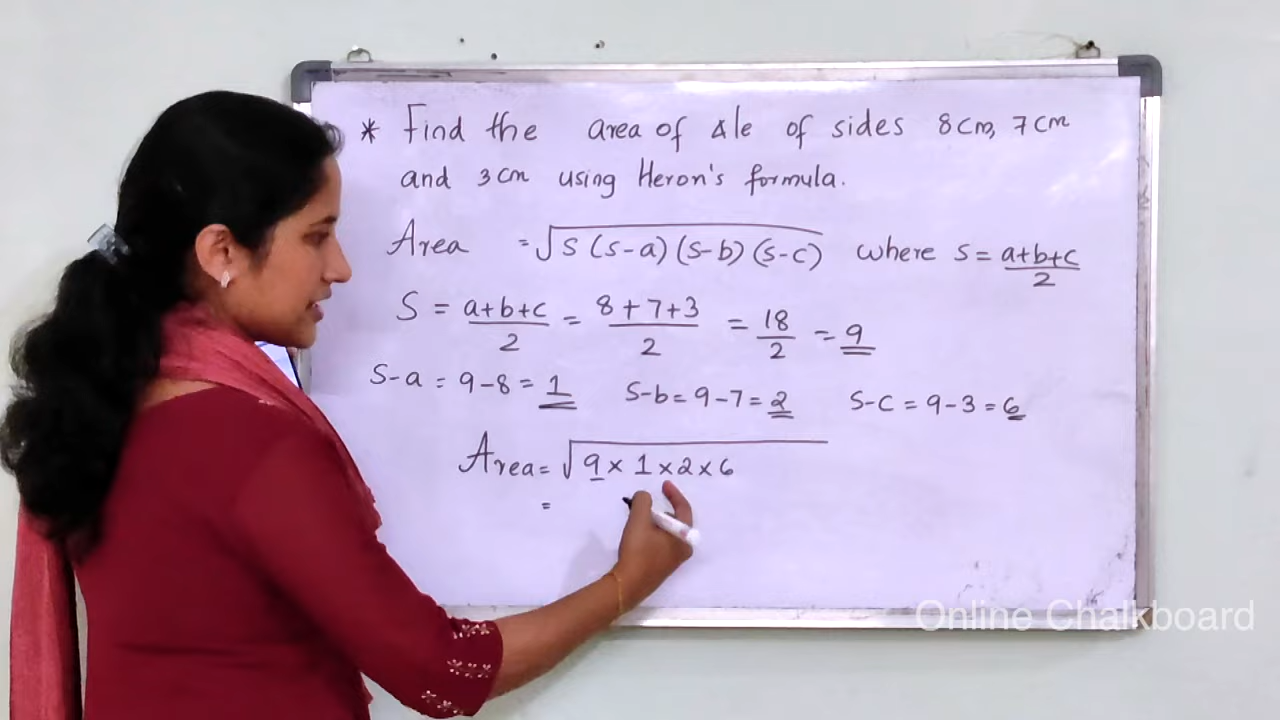 * Find the area of Δle of sides 8cm, 7cm
and 3cm using Heron's formula.
Area = √S(s-a)(s-b)(s-c) where s = a+b+c/2
S = a+b+c/2 = 8+7+3/2 = 18/2 = 9
S-a = 9-8 = 1 S-b = 9-7 = 2 S-c = 9-3 = 6
Area = √9 x 1 x 2 x 6
=
Online Chalkboard